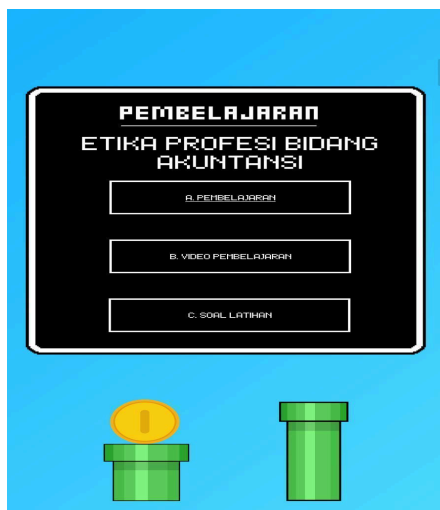 PEMBELAJARAN
ETIKA PROFESI BIDANG
AKUNTANSI
A. PEMBELAJARAN
B. VIDEO PEMBELAJARAN
C. SOAL LATIHAN